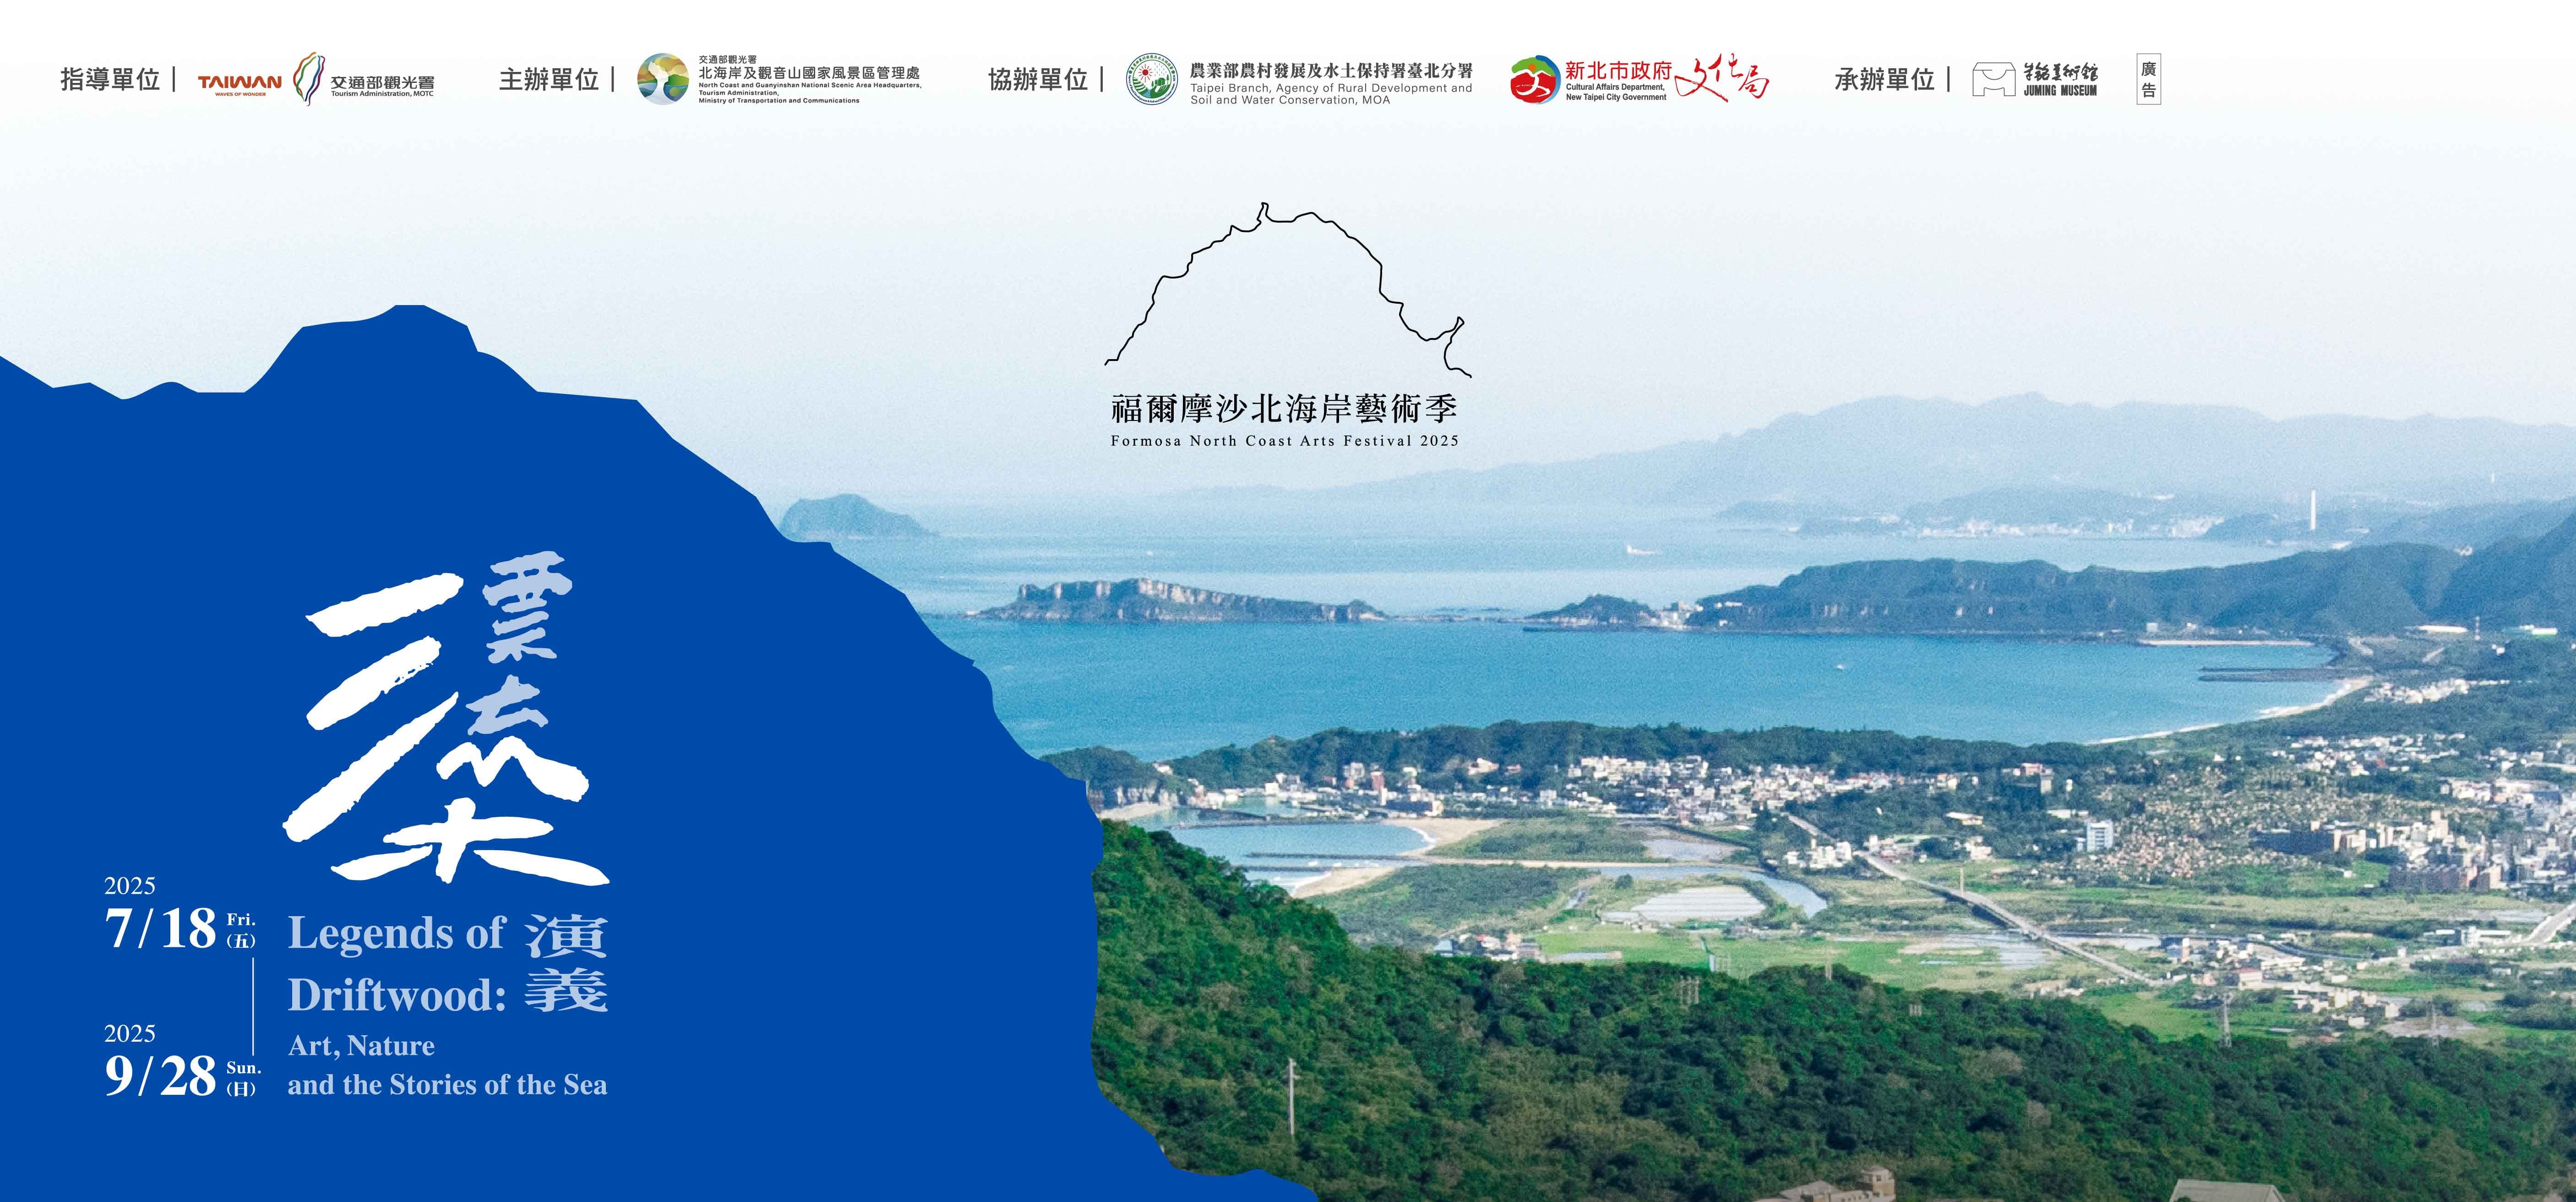 指導單位
TAIWAN
WAVES OF WONDER
交通部觀光署
Tourism Administration, MOTC
主辦單位
交通部觀光署
北海岸及觀音山國家風景區管理處
North Coast and Guanyinshan National Scenic Area Headquarters,
Tourism Administration,
Ministry of Transportation and Communications
協辦單位
農業部農村發展及水土保持署臺北分署
Taipei Branch, Agency of Rural Development and
Soil and Water Conservation, MOA
新北市政府
Cultural Affairs Department,
New Taipei City Government
文化局
承辦單位
朱銘美術館
JUMING MUSEUM
廣告
福爾摩沙北海岸藝術季
Formosa North Coast Arts Festival 2025
漂流木
演義
Legends of
Driftwood:
Art, Nature
and the Stories of the Sea
2025
7/18 Fri. (五)
2025
9/28 Sun. (日)